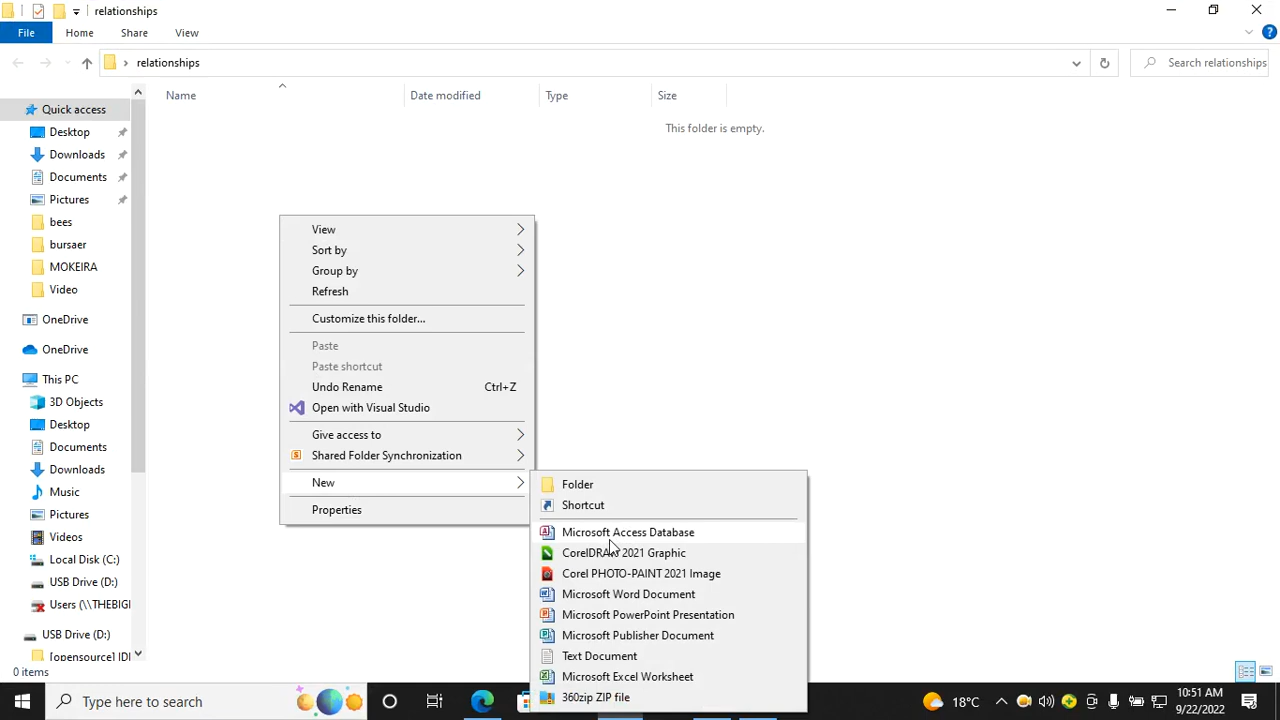 relationships
File Home Share View
relationships Search relationships
Name Date modified Type Size
This folder is empty.
Quick access
Desktop
Downloads
Documents
Pictures
bees
bursaer
MOKEIRA
Video
OneDrive
OneDrive
This PC
3D Objects
Desktop
Documents
Downloads
Music
Pictures
Videos
Local Disk (C:)
USB Drive (D:)
Users (\\THEBIGI
USB Drive (D:)
[opensource] IDI
0 items
View
Sort by
Group by
Refresh
Customize this folder...
Paste
Paste shortcut
Undo Rename Ctrl+Z
Open with Visual Studio
Give access to
Shared Folder Synchronization
New
Properties
Folder
Shortcut
Microsoft Access Database
CorelDRAW 2021 Graphic
Corel PHOTO-PAINT 2021 Image
Microsoft Word Document
Microsoft PowerPoint Presentation
Microsoft Publisher Document
Text Document
Microsoft Excel Worksheet
360zip ZIP file
Type here to search
18°C
10:51 AM
9/22/2022